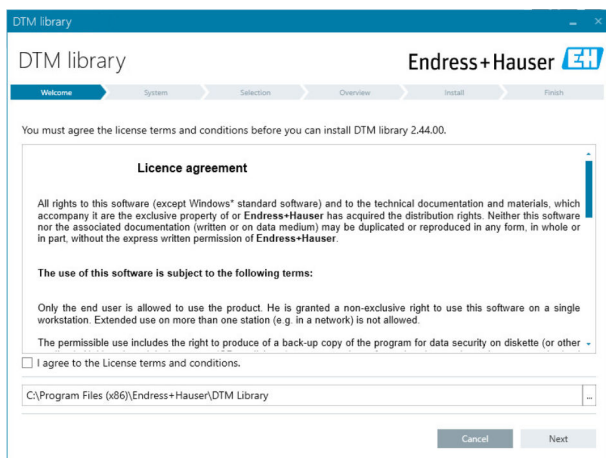 DTM library
DTM library
Endress+Hauser EH
Welcome
System
Selection
Overview
Install
Finish
You must agree the license terms and conditions before you can install DTM library 2.44.00.
Licence agreement
All rights to this software (except Windows* standard software) and to the technical documentation and materials, which
accompany it are the exclusive property of or Endress+Hauser has acquired the distribution rights. Neither this software
nor the associated documentation (written or on data medium) may be duplicated or reproduced in any form, in whole or
in part, without the express written permission of Endress+Hauser.
The use of this software is subject to the following terms:
Only the end user is allowed to use the product. He is granted a non-exclusive right to use this software on a single
workstation. Extended use on more than one station (e.g. in a network) is not allowed.
The permissible use includes the right to produce of a back-up copy of the program for data security on diskette (or other
I agree to the License terms and conditions.
C:\Program Files (x86)\Endress+Hauser\DTM Library
...
Cancel
Next